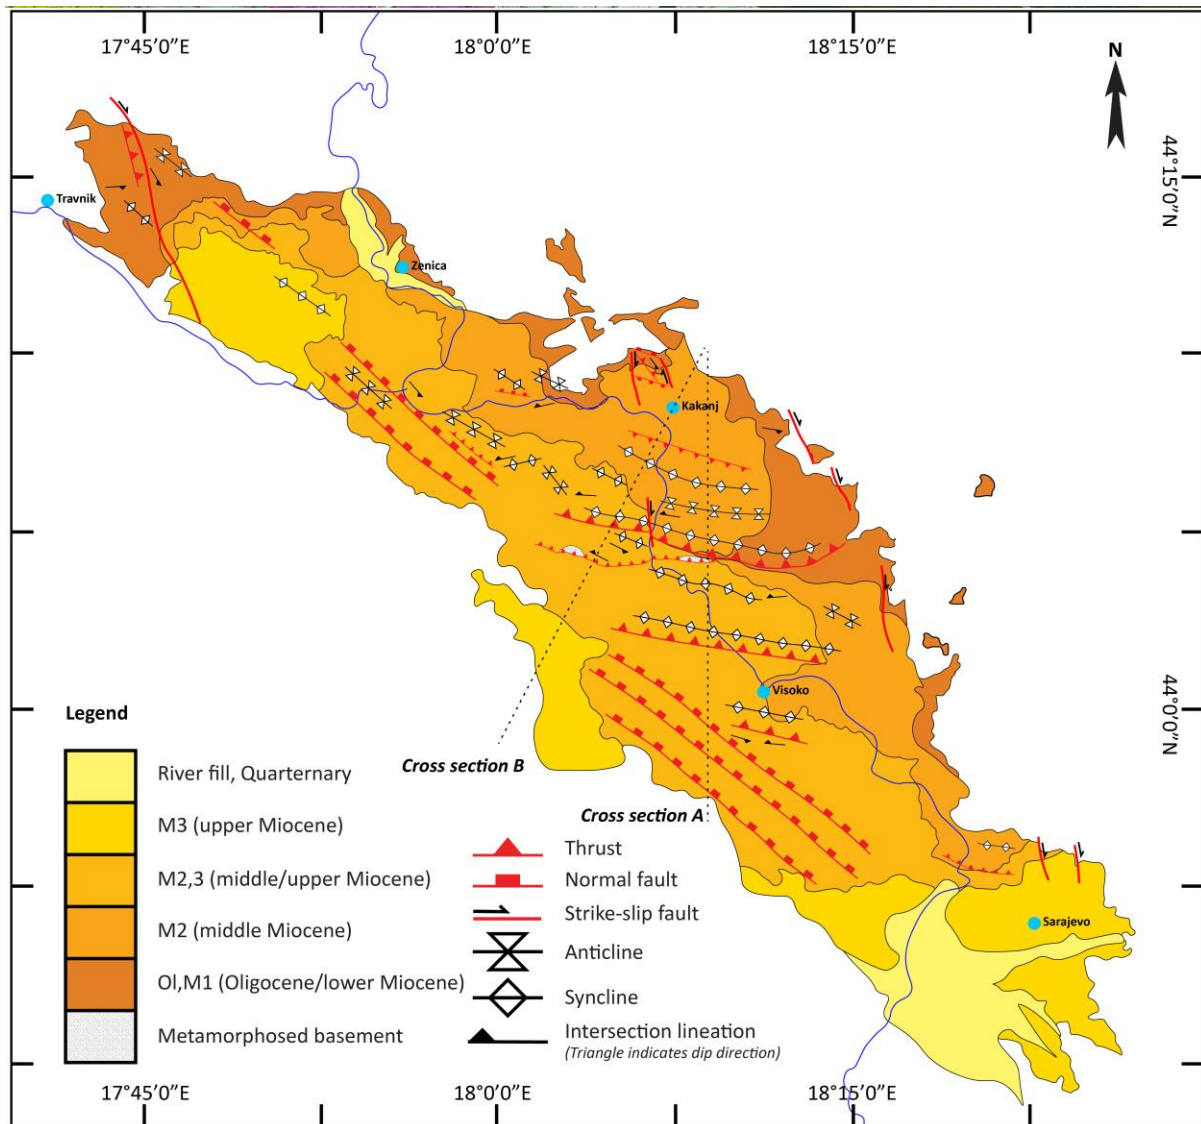 17°45'0"E
18°0'0"E
18°15'0"E
N
44°15'0"N
Travnik
Zenica
Kakanj
Visoko
44°0'0"N
Legend
River fill, Quarternary
M3 (upper Miocene)
M2,3 (middle/upper Miocene)
M2 (middle Miocene)
Ol,M1 (Oligocene/lower Miocene)
Metamorphosed basement
Cross section B
Cross section A
Thrust
Normal fault
Strike-slip fault
Anticline
Syncline
Intersection lineation
(Triangle indicates dip direction)
Sarajevo
17°45'0"E
18°0'0"E
18°15'0"E